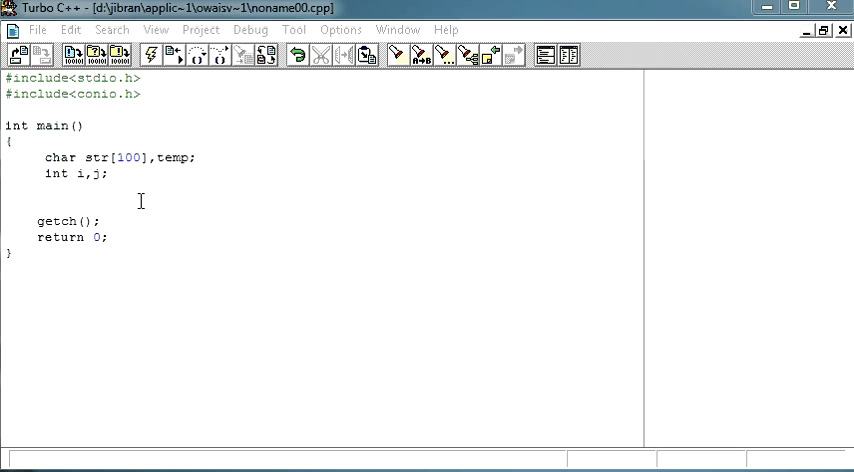 Turbo C++ - [d:\jibran\applic~1\owaisv~1\noname00.cpp]
File Edit Search View Project Debug Tool Options Window Help
#include<stdio.h>
#include<conio.h>
int main()
{
char str[100],temp;
int i,j;
getch();
return 0;
}